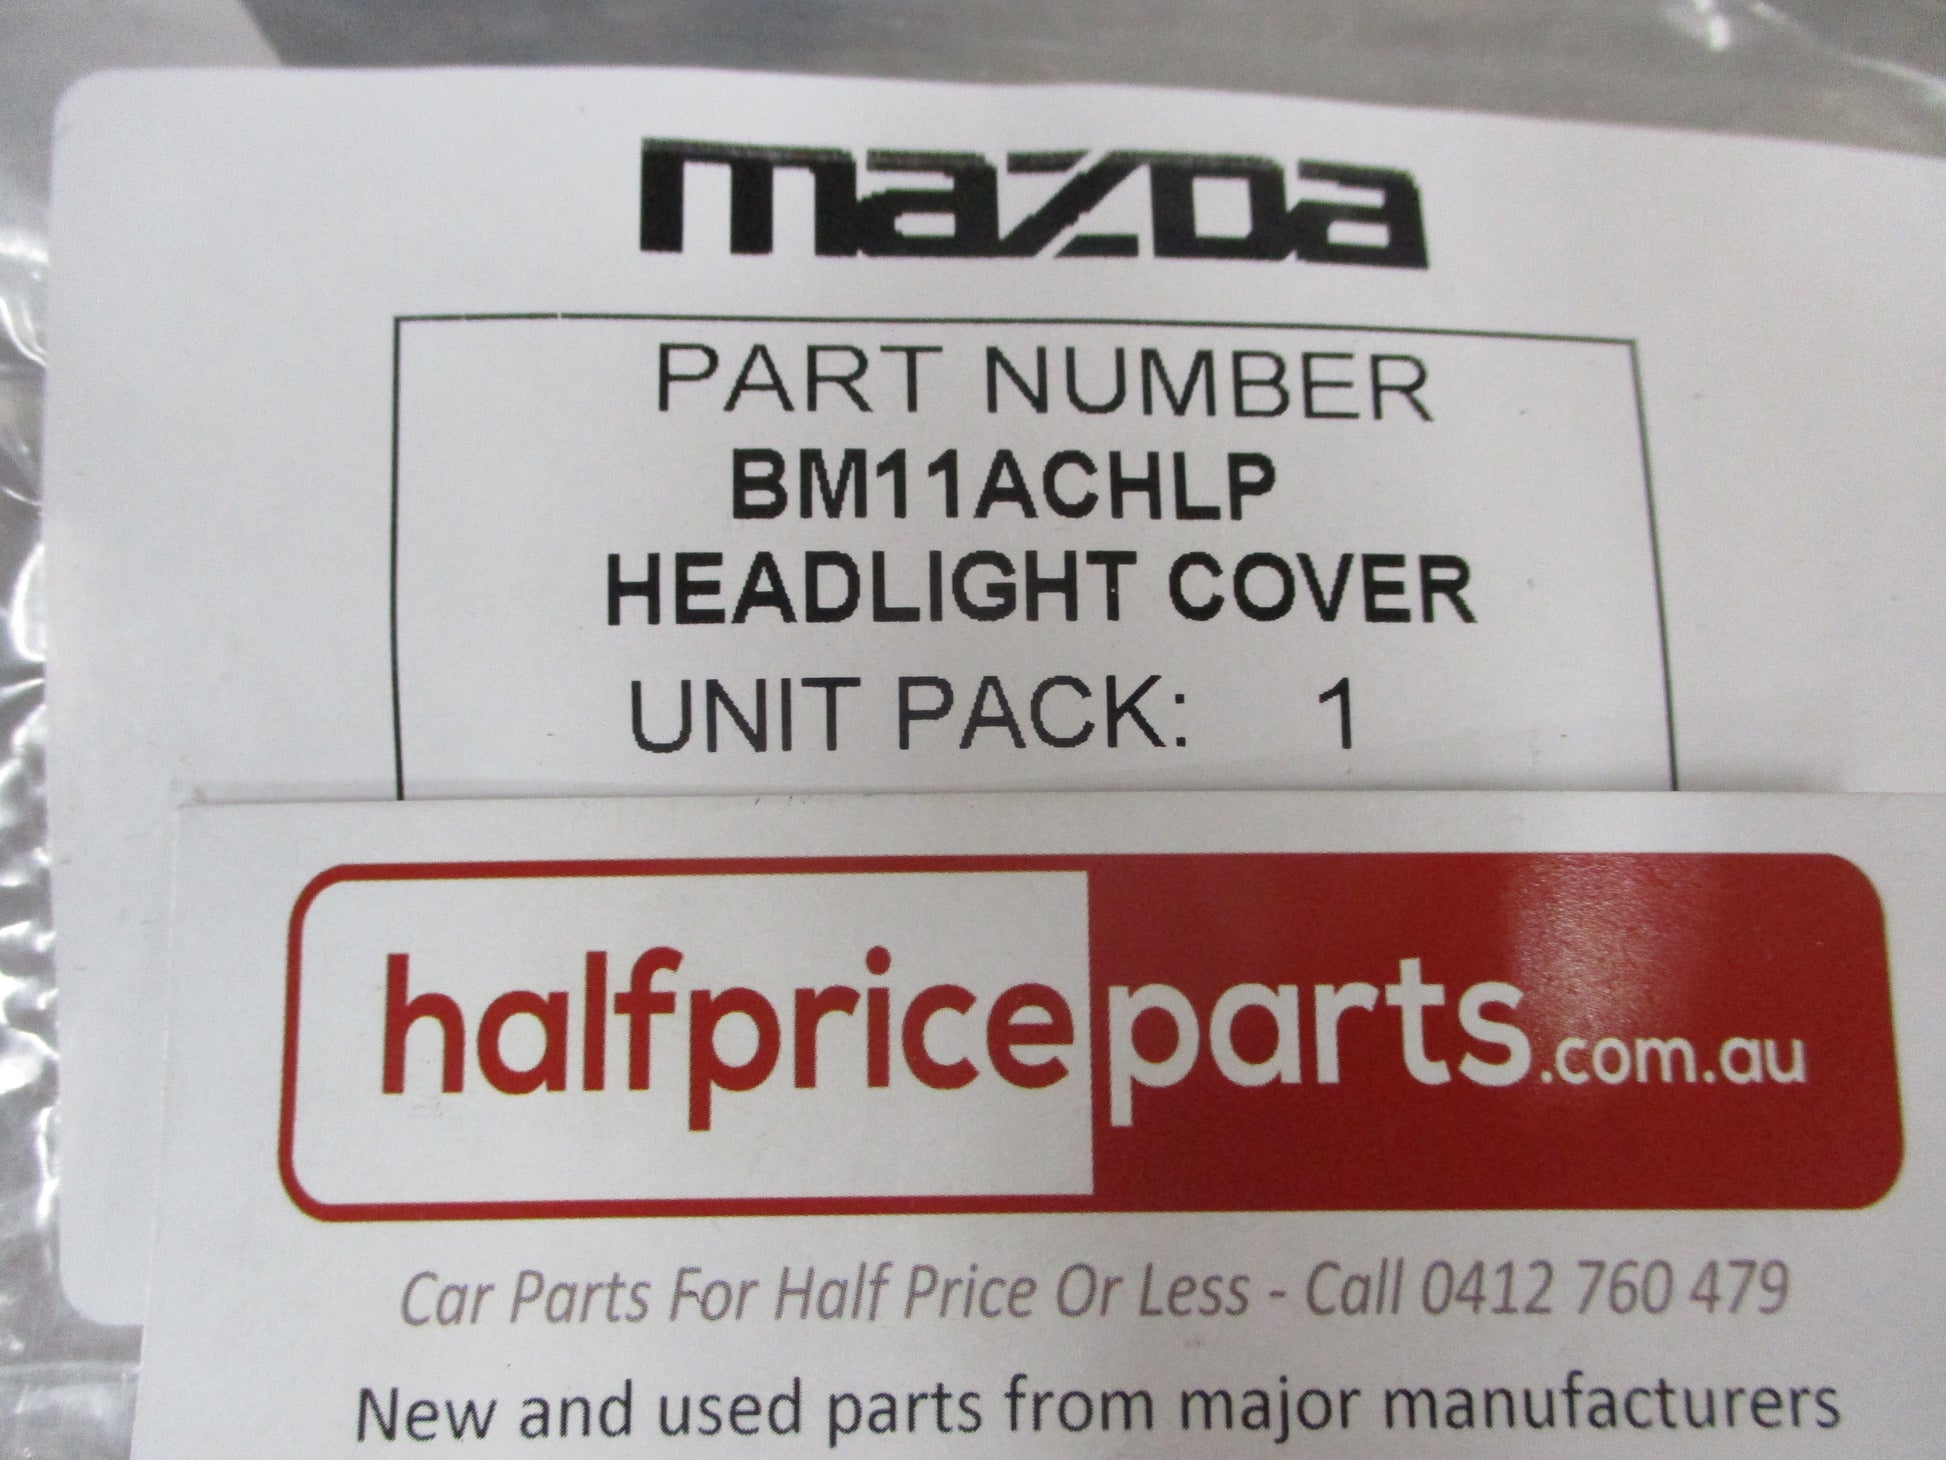 mazda
PART NUMBER
BM11ACHLP
HEADLIGHT COVER
UNIT PACK: 1
halfpriceparts.com.au
Car Parts For Half Price Or Less - Call 0412 760 479
New and used parts from major manufacturers